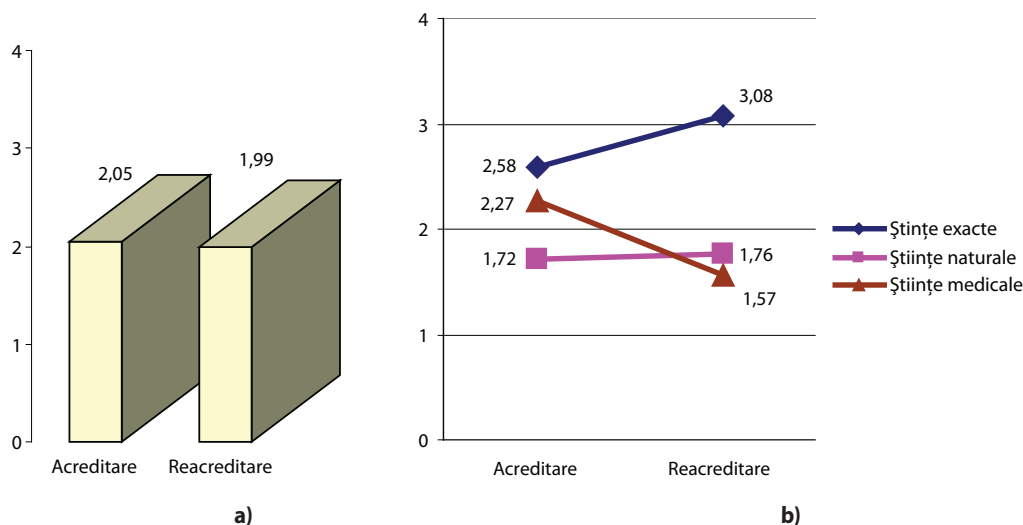 4
3
2
1
0
2,05
1,99
Acreditare
Reacreditare
a)
4
3
2
1
0
2,58
2,27
1,72
3,08
1,76
1,57
Acreditare
Reacreditare
Ştinţe exacte
Ştiinţe naturale
Ştiinţe medicale
b)